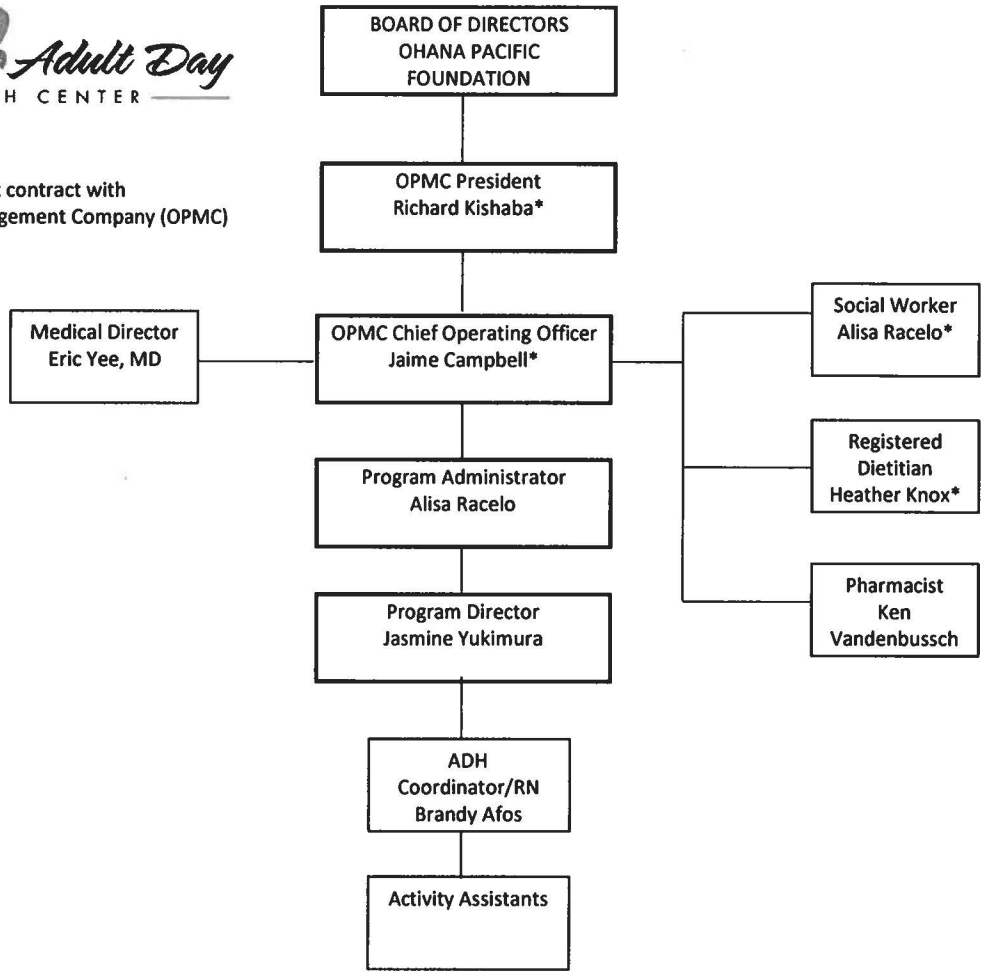 Adult Day
H CENTER
contract with
gement Company (OPMC)
BOARD OF DIRECTORS
OHANA PACIFIC
FOUNDATION
OPMC President
Richard Kishaba*
Medical Director
Eric Yee, MD
OPMC Chief Operating Officer
Jaime Campbell*
Social Worker
Alisa Racelo*
Program Administrator
Alisa Racelo
Registered
Dietitian
Heather Knox*
Program Director
Jasmine Yukimura
Pharmacist
Ken
Vandenbussch
ADH
Coordinator/RN
Brandy Afos
Activity Assistants